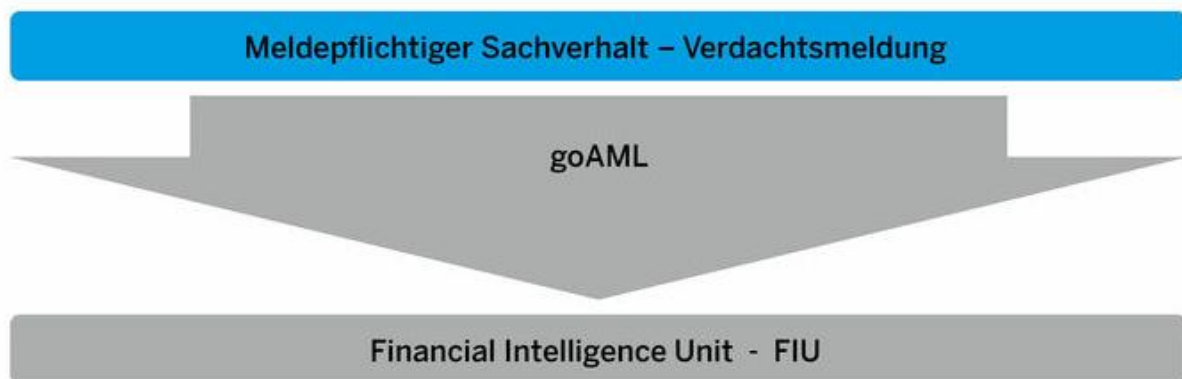 Meldepflichtiger Sachverhalt – Verdachtsmeldung
goAML
Financial Intelligence Unit - FIU